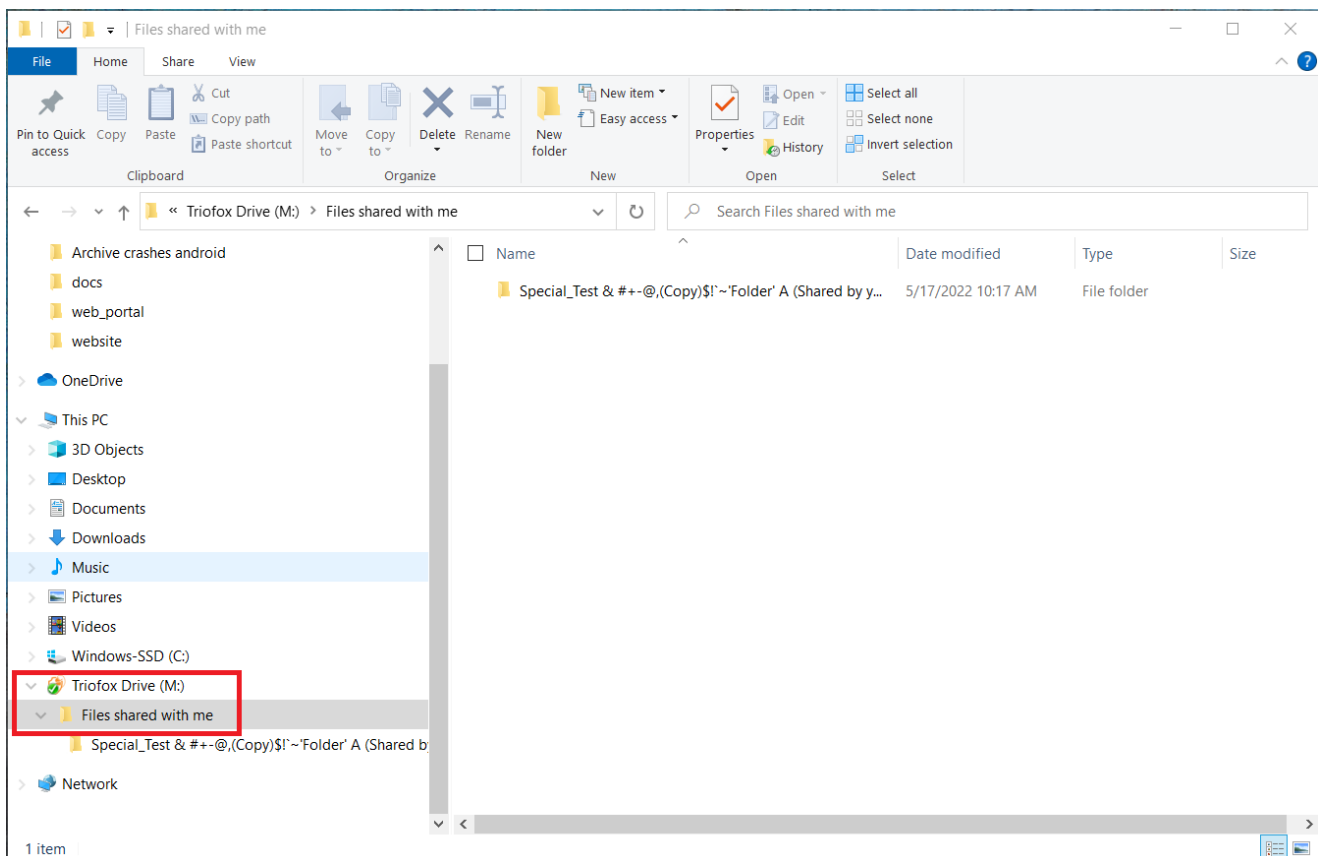 Files shared with me
File Home Share View
Pin to Quick access
Copy
Paste
Cut
Copy path
Paste shortcut
Clipboard
Move to
Copy to
Delete
Rename
Organize
New folder
New item
Easy access
New
Properties
Open
Edit
History
Open
Select all
Select none
Invert selection
Select
« Triofox Drive (M:) > Files shared with me
Search Files shared with me
Archive crashes android
docs
web_portal
website
OneDrive
This PC
3D Objects
Desktop
Documents
Downloads
Music
Pictures
Videos
Windows-SSD (C:)
Triofox Drive (M:)
Files shared with me
Special_Test & #+-@,(Copy)$!`~'Folder' A (Shared by
Network
Name Date modified Type Size
Special_Test & #+-@,(Copy)$!`~'Folder' A (Shared by y... 5/17/2022 10:17 AM File folder
1 item